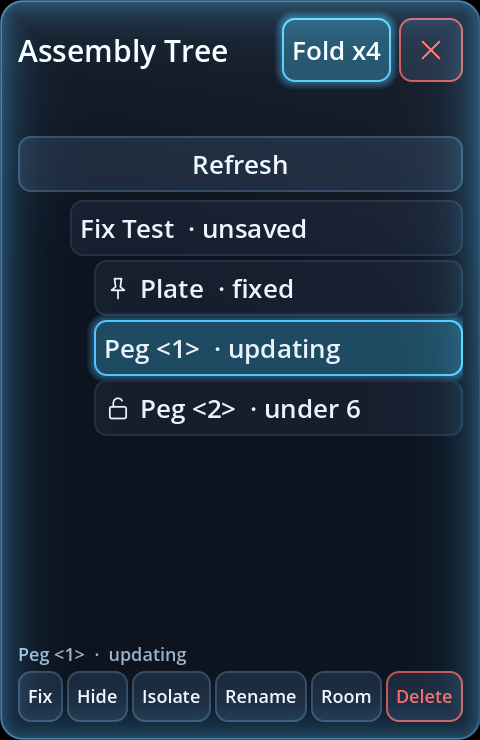 Assembly Tree
Fold x4
Refresh
Fix Test · unsaved
Plate · fixed
Peg <1> · updating
Peg <2> · under 6
Peg <1> · updating
Fix Hide Isolate Rename Room Delete